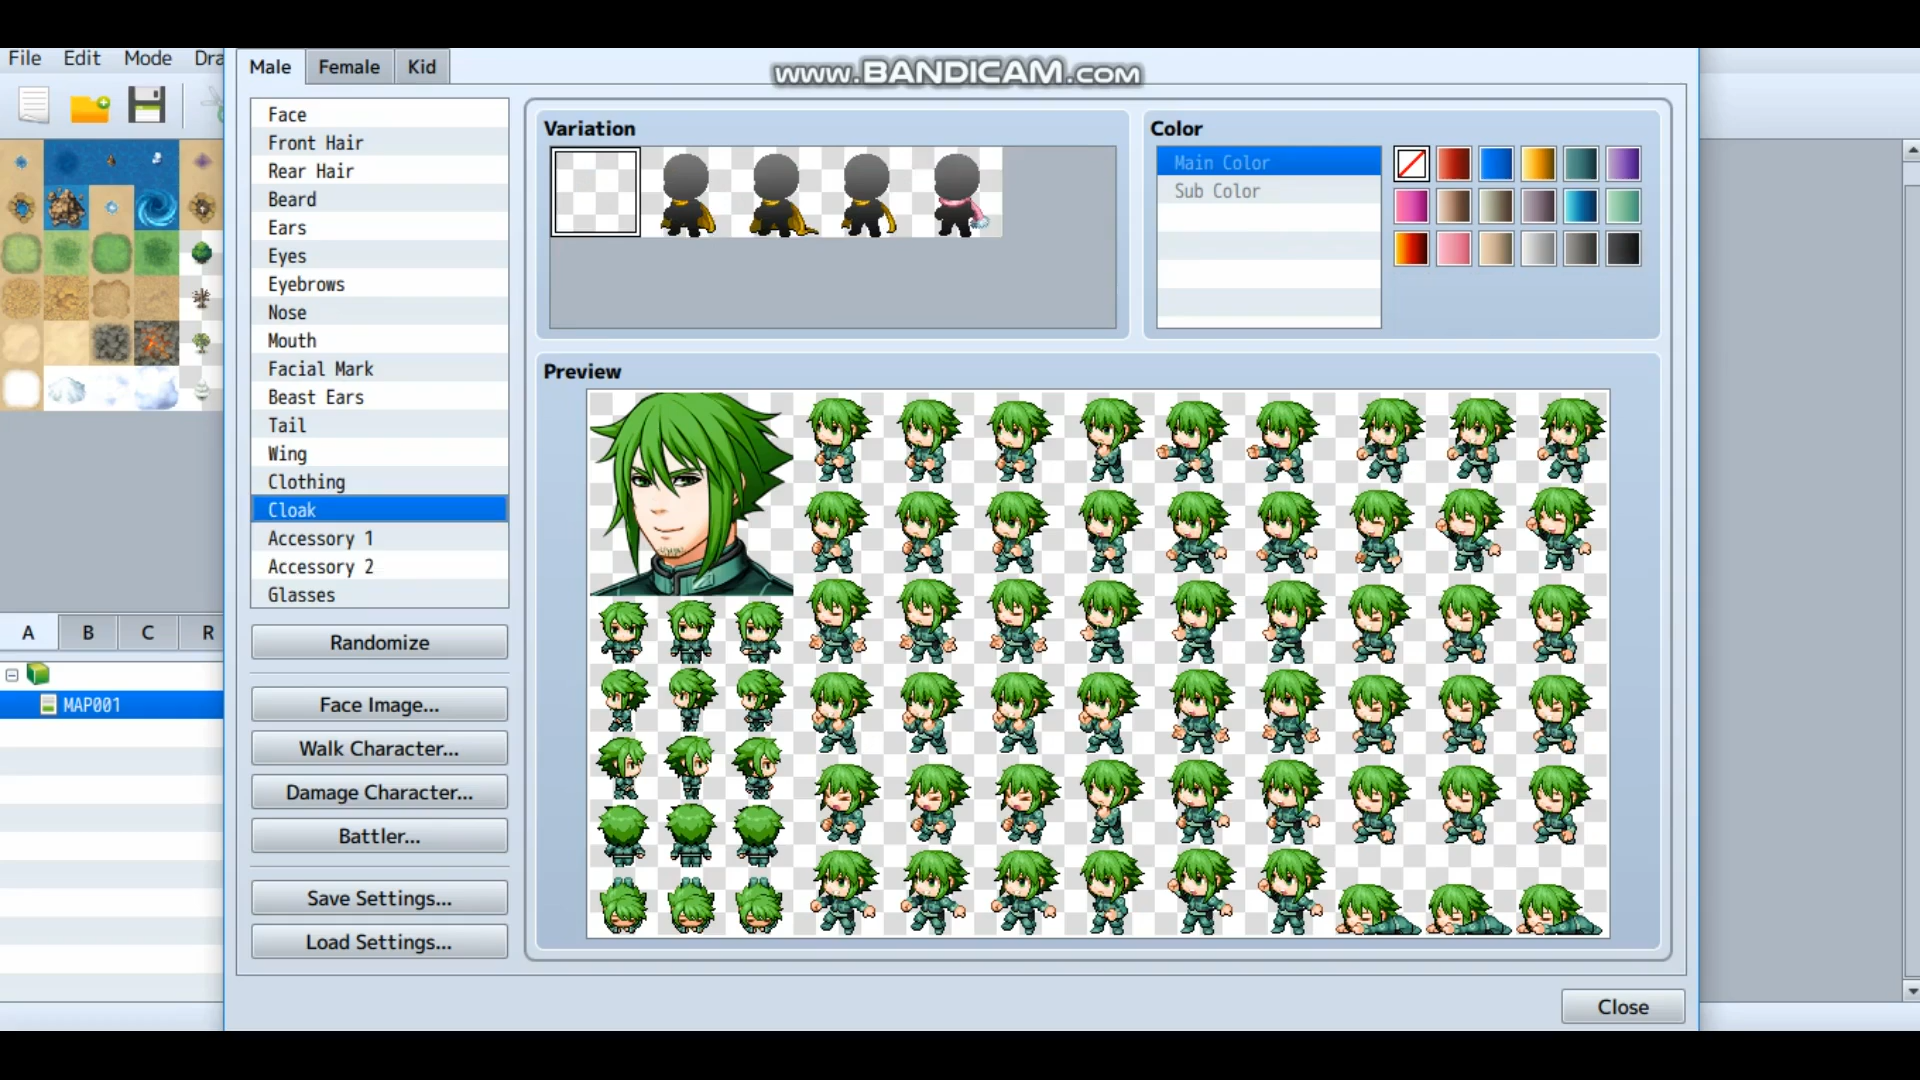 File Edit Mode Dra
Male Female Kid
www.BANDICAM.com
Face
Front Hair
Rear Hair
Beard
Ears
Eyes
Eyebrows
Nose
Mouth
Facial Mark
Beast Ears
Tail
Wing
Clothing
Cloak
Accessory 1
Accessory 2
Glasses
Randomize
Face Image...
Walk Character...
Damage Character...
Battler...
Save Settings...
Load Settings...
Variation
Color
Main Color
Sub Color
Preview
A B C R
MAP001
Close